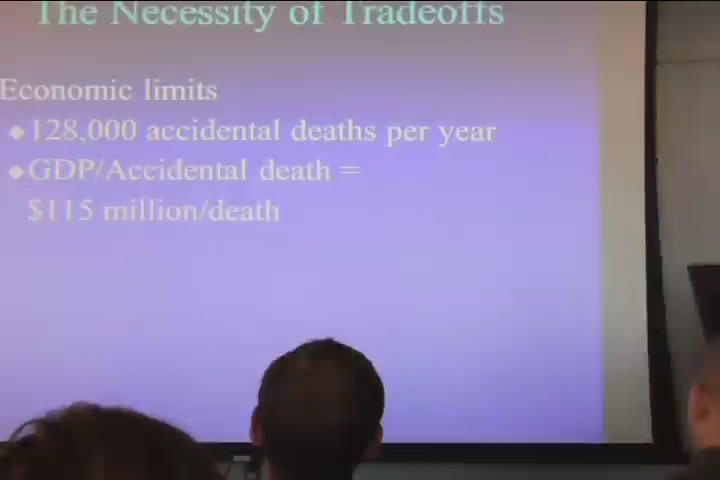 The Necessity of Tradeoffs
Economic limits
◆128,000 accidental deaths per year
◆GDP/Accidental death =
$115 million/death